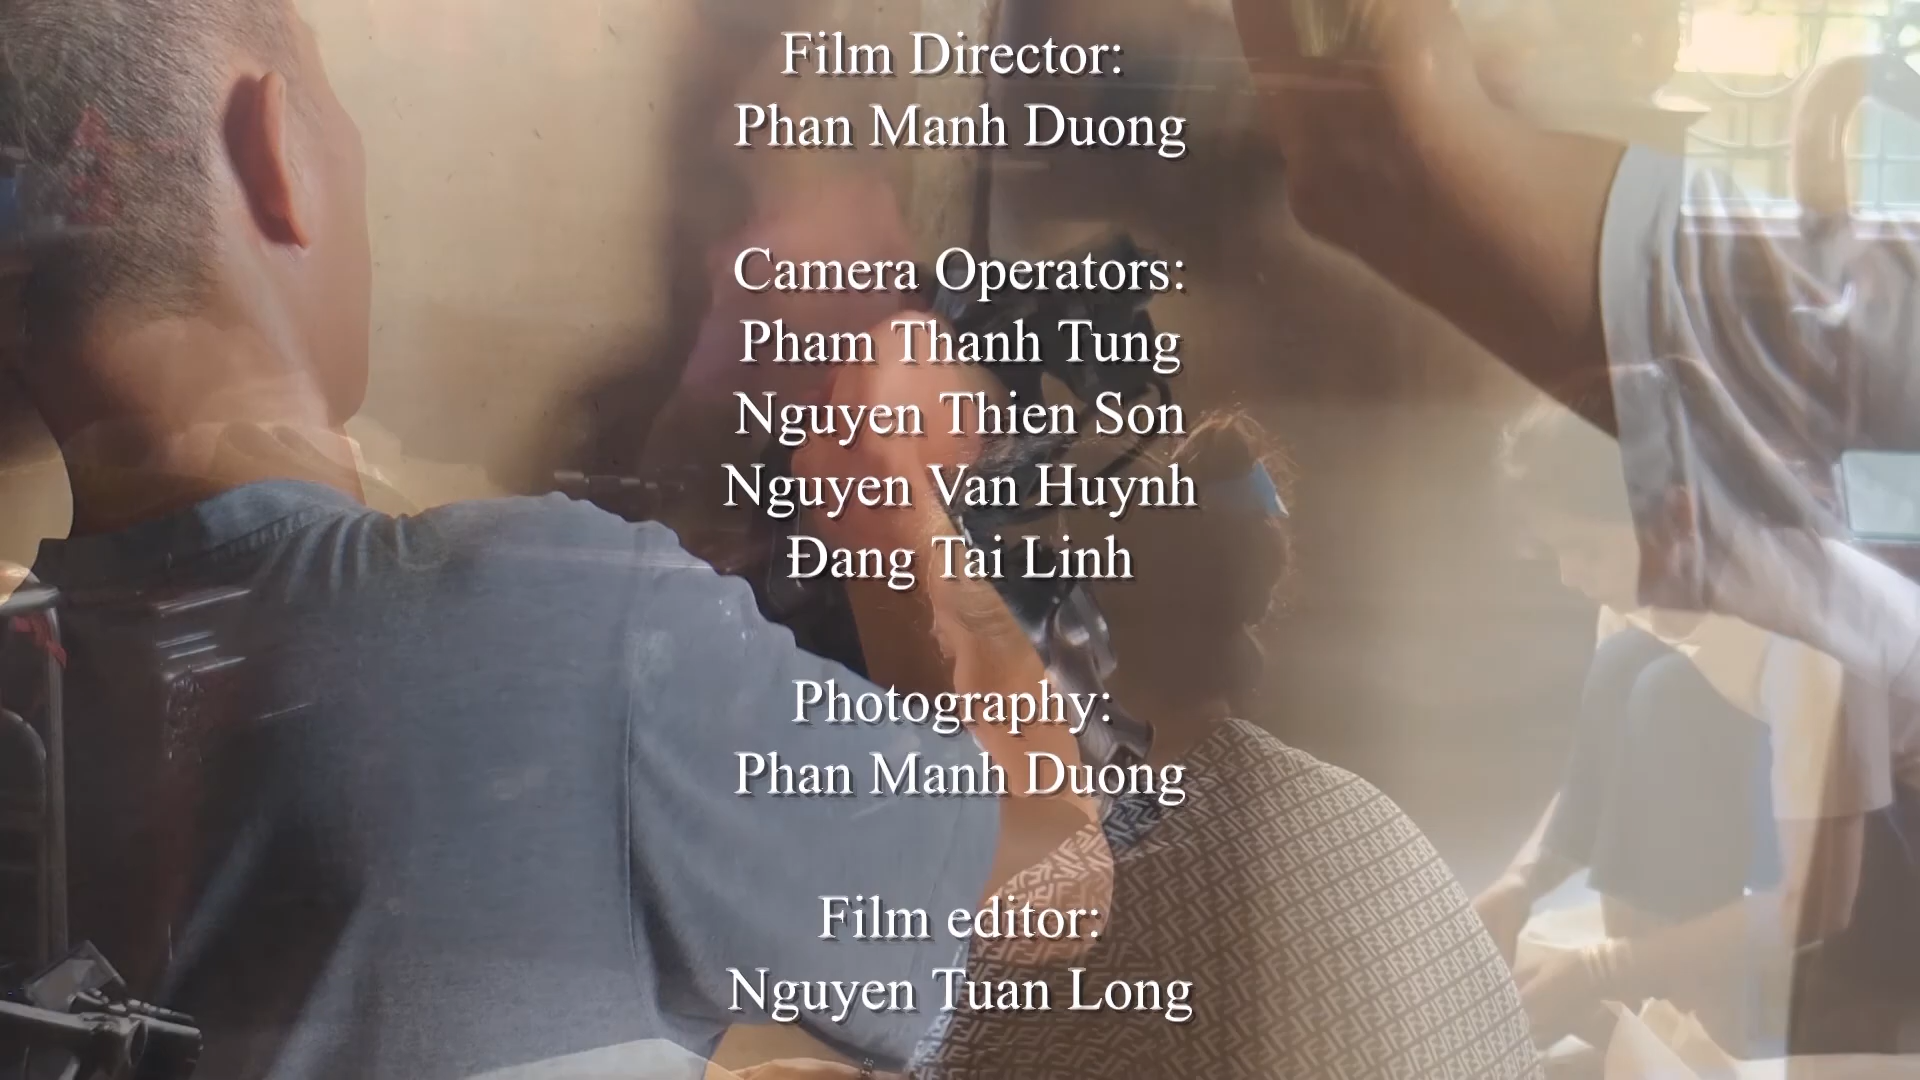 Film Director:
Phan Manh Duong
Camera Operators:
Pham Thanh Tung
Nguyen Thien Son
Nguyen Van Huynh
Đang Tai Linh
Photography:
Phan Manh Duong
Film editor:
Nguyen Tuan Long